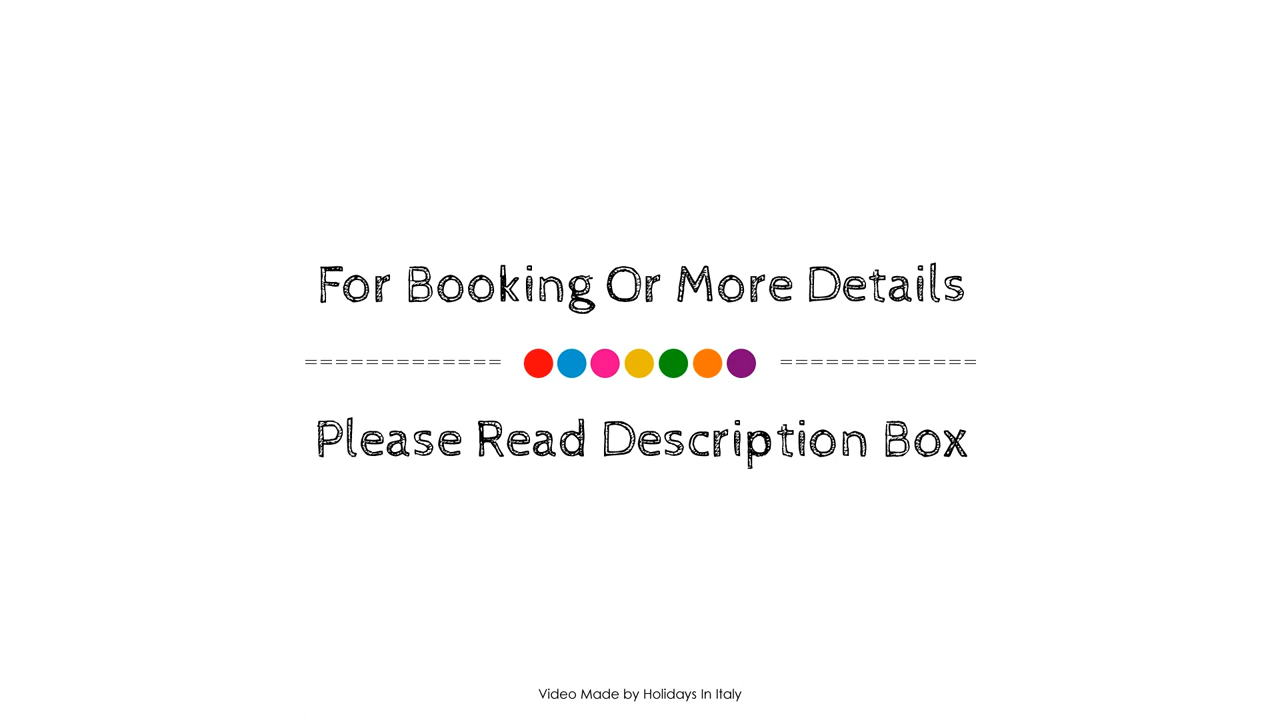 For Booking Or More Details
============= =============
Please Read Description Box
Video Made by Holidays In Italy